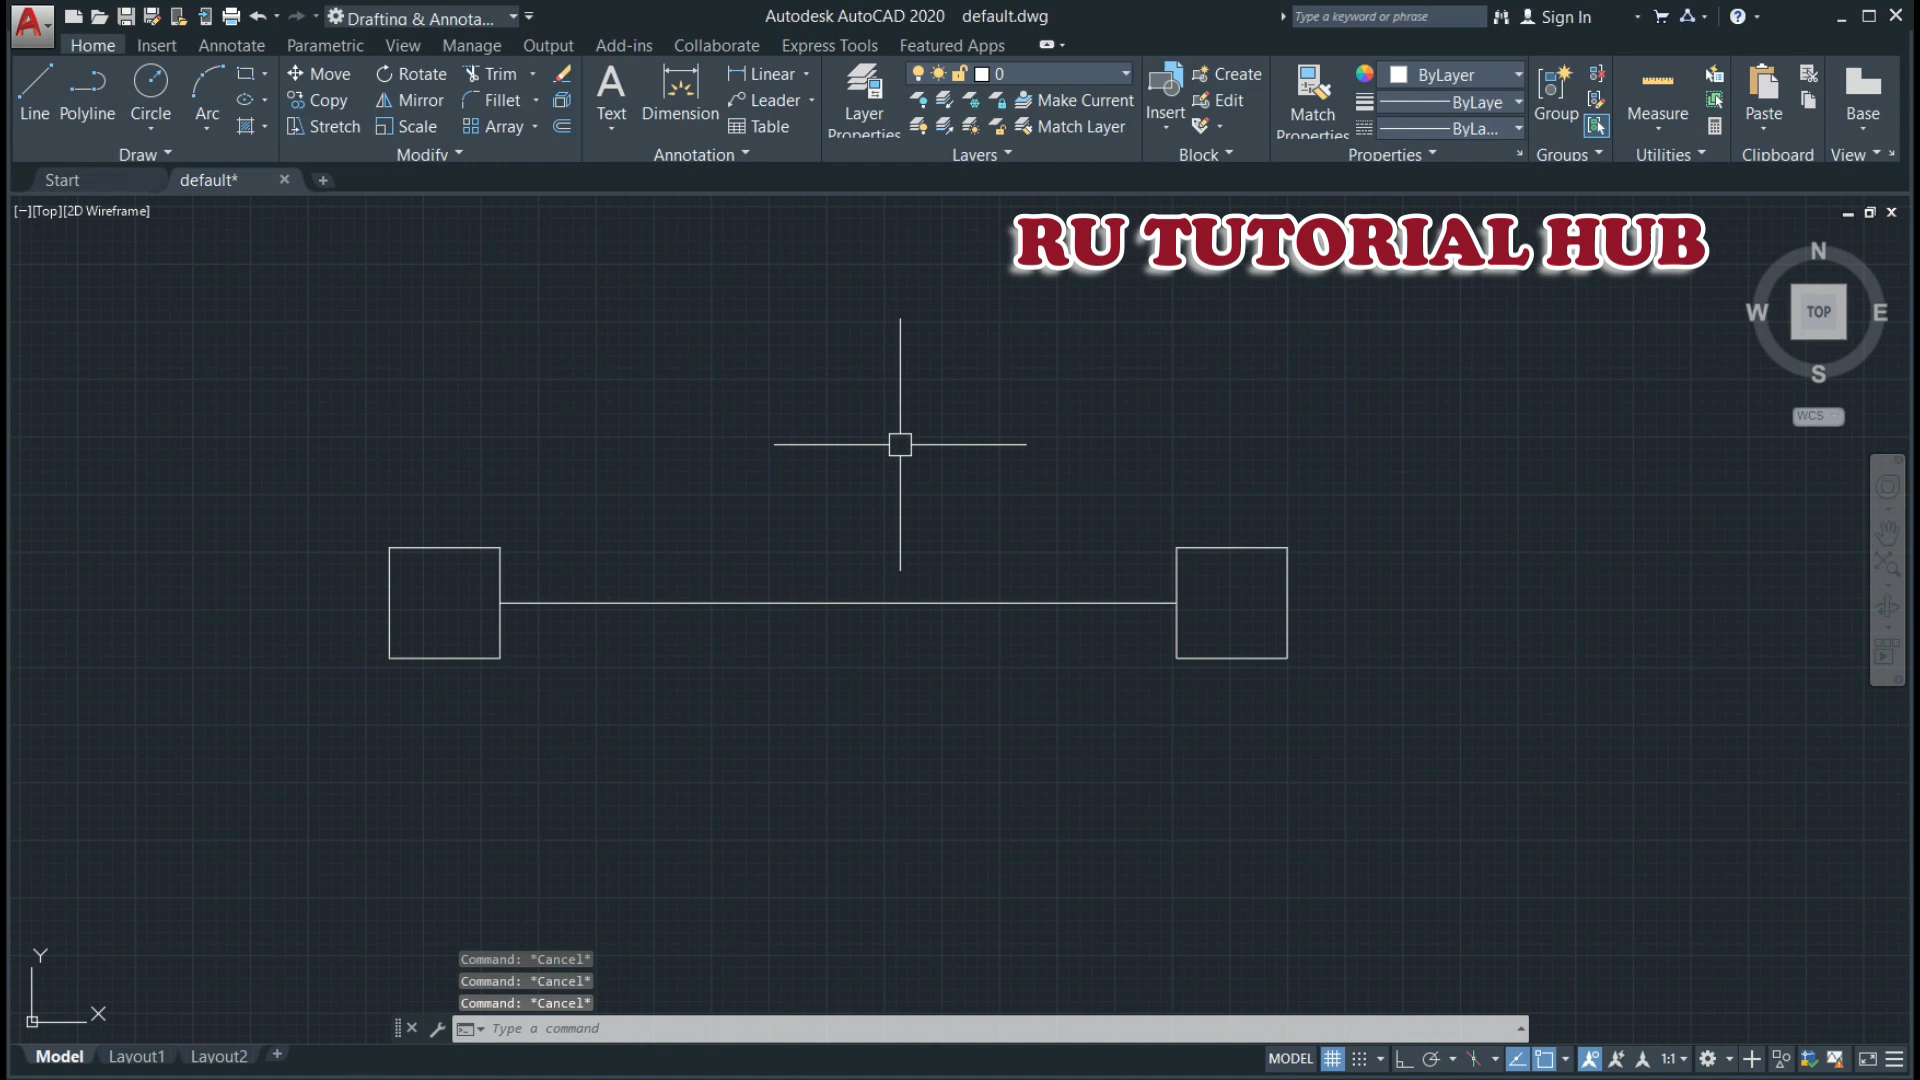 Drafting & Annota... Autodesk AutoCAD 2020 default.dwg Type a keyword or phrase Sign In
Home Insert Annotate Parametric View Manage Output Add-ins Collaborate Express Tools Featured Apps
Line Polyline Circle Arc
Move Rotate Trim
Copy Mirror Fillet
Stretch Scale Array
Text Dimension
Linear
Leader
Table
Layer Properties
0
Make Current
Match Layer
Insert
Create
Edit
Match Properties
ByLayer
ByLaye
ByLa...
Group Measure Paste Base
Draw Modify Annotation Layers Block Properties Groups Utilities Clipboard View
Start default*
[−][Top][2D Wireframe]
RU TUTORIAL HUB
N
W TOP E
S
WCS
Y
X
Command: *Cancel*
Command: *Cancel*
Command: *Cancel*
Type a command
Model Layout1 Layout2 MODEL 1:1